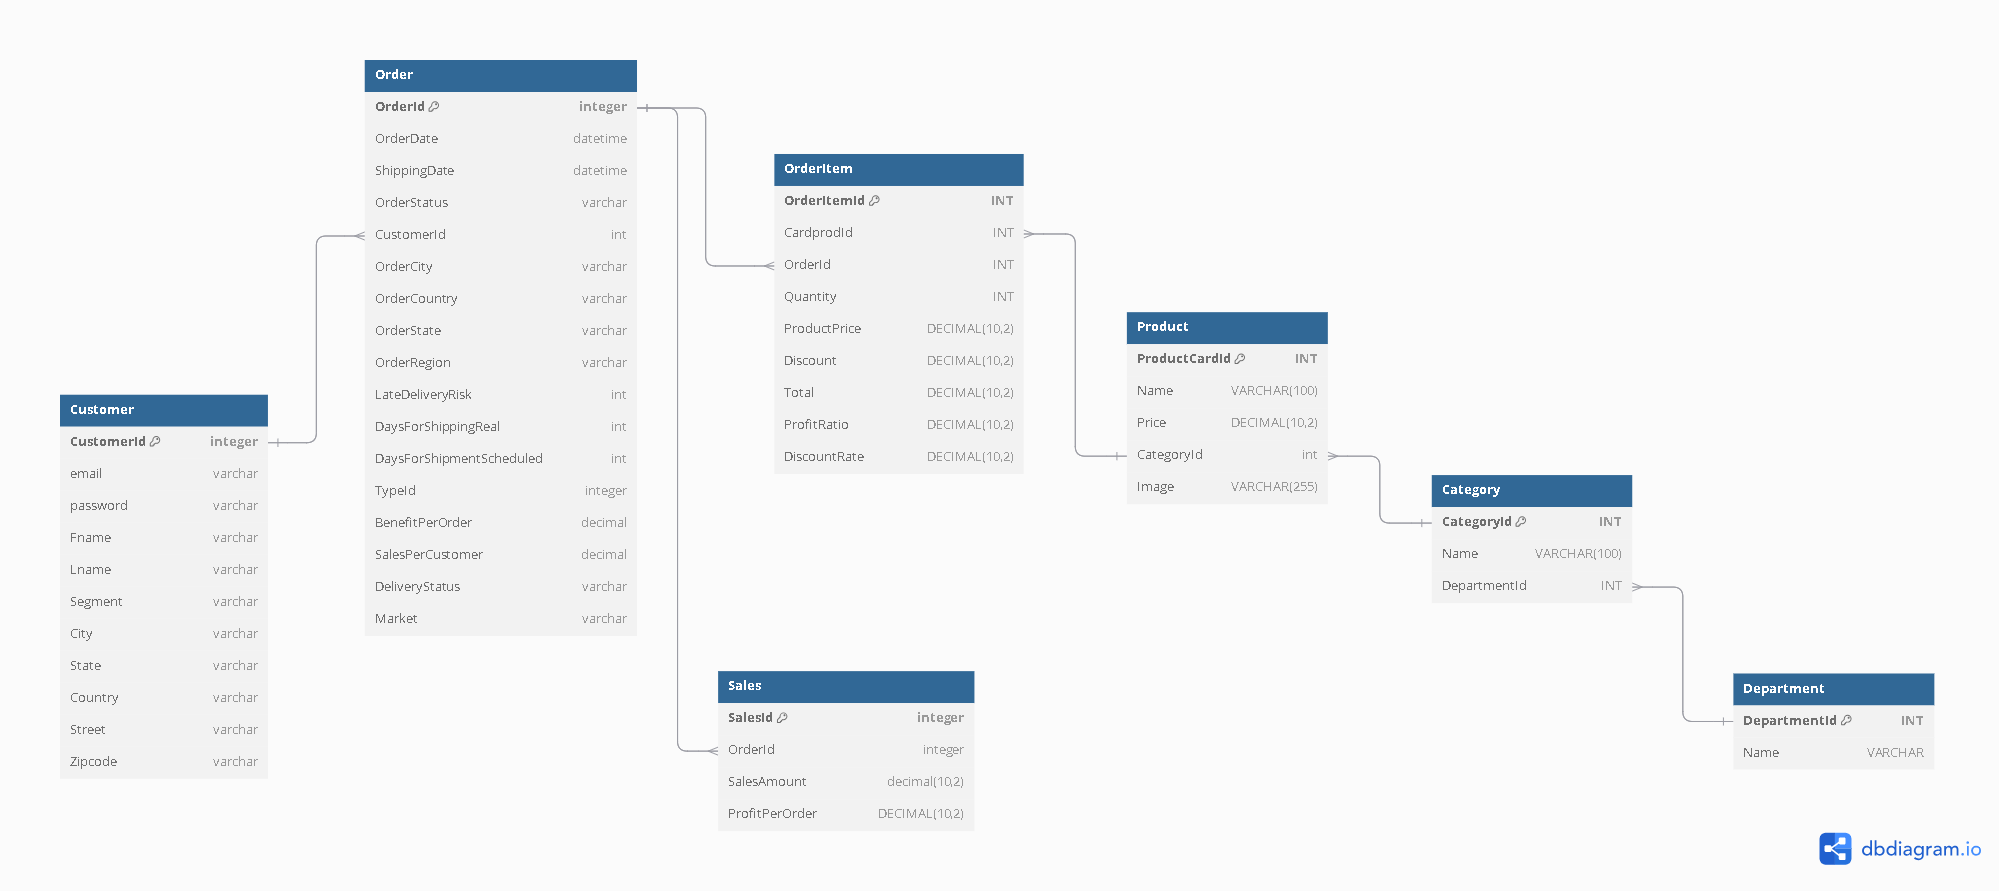 Order
OrderId integer
OrderDate datetime
ShippingDate datetime
OrderStatus varchar
CustomerId int
OrderCity varchar
OrderCountry varchar
OrderState varchar
OrderRegion varchar
LateDeliveryRisk int
DaysForShippingReal int
DaysForShipmentScheduled int
TypeId integer
BenefitPerOrder decimal
SalesPerCustomer decimal
DeliveryStatus varchar
Market varchar
OrderItem
OrderItemId INT
CardprodId INT
OrderId INT
Quantity INT
ProductPrice DECIMAL(10,2)
Discount DECIMAL(10,2)
Total DECIMAL(10,2)
ProfitRatio DECIMAL(10,2)
DiscountRate DECIMAL(10,2)
Product
ProductCardId INT
Name VARCHAR(100)
Price DECIMAL(10,2)
CategoryId int
Image VARCHAR(255)
Customer
CustomerId integer
email varchar
password varchar
Fname varchar
Lname varchar
Segment varchar
City varchar
State varchar
Country varchar
Street varchar
Zipcode varchar
Category
CategoryId INT
Name VARCHAR(100)
DepartmentId INT
Sales
SalesId integer
OrderId integer
SalesAmount decimal(10,2)
ProfitPerOrder DECIMAL(10,2)
Department
DepartmentId INT
Name VARCHAR
dbdiagram.io